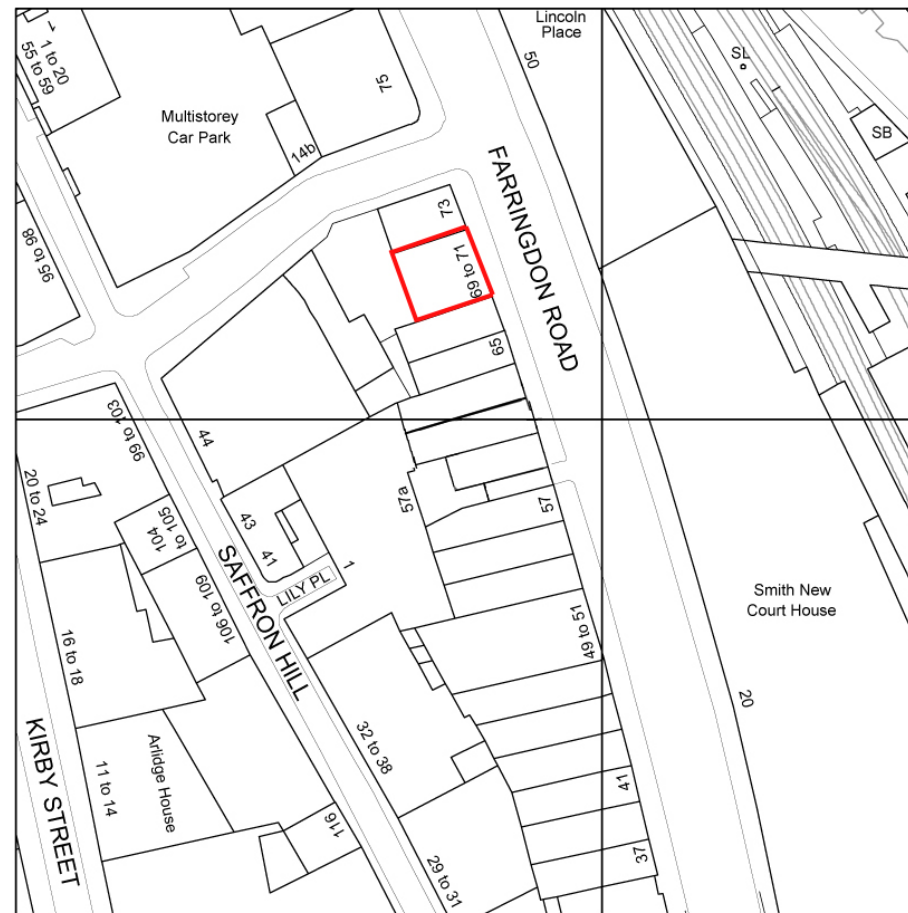 Lincoln
Place
1
1 to 20
55 to 59
75
50
SL
Multistorey
Car Park
SB
14b
FARRINGDON ROAD
73
69 to 71
95 to 98
65
99 to 103
44
20 to 24
57a
57
104
to 105
43
41
LILY PL
1
SAFFRON HILL
106 to 109
Smith New
Court House
49 to 51
16 to 18
20
KIRBY STREET
Arlidge House
11 to 14
32 to 38
41
116
37
29 to 31